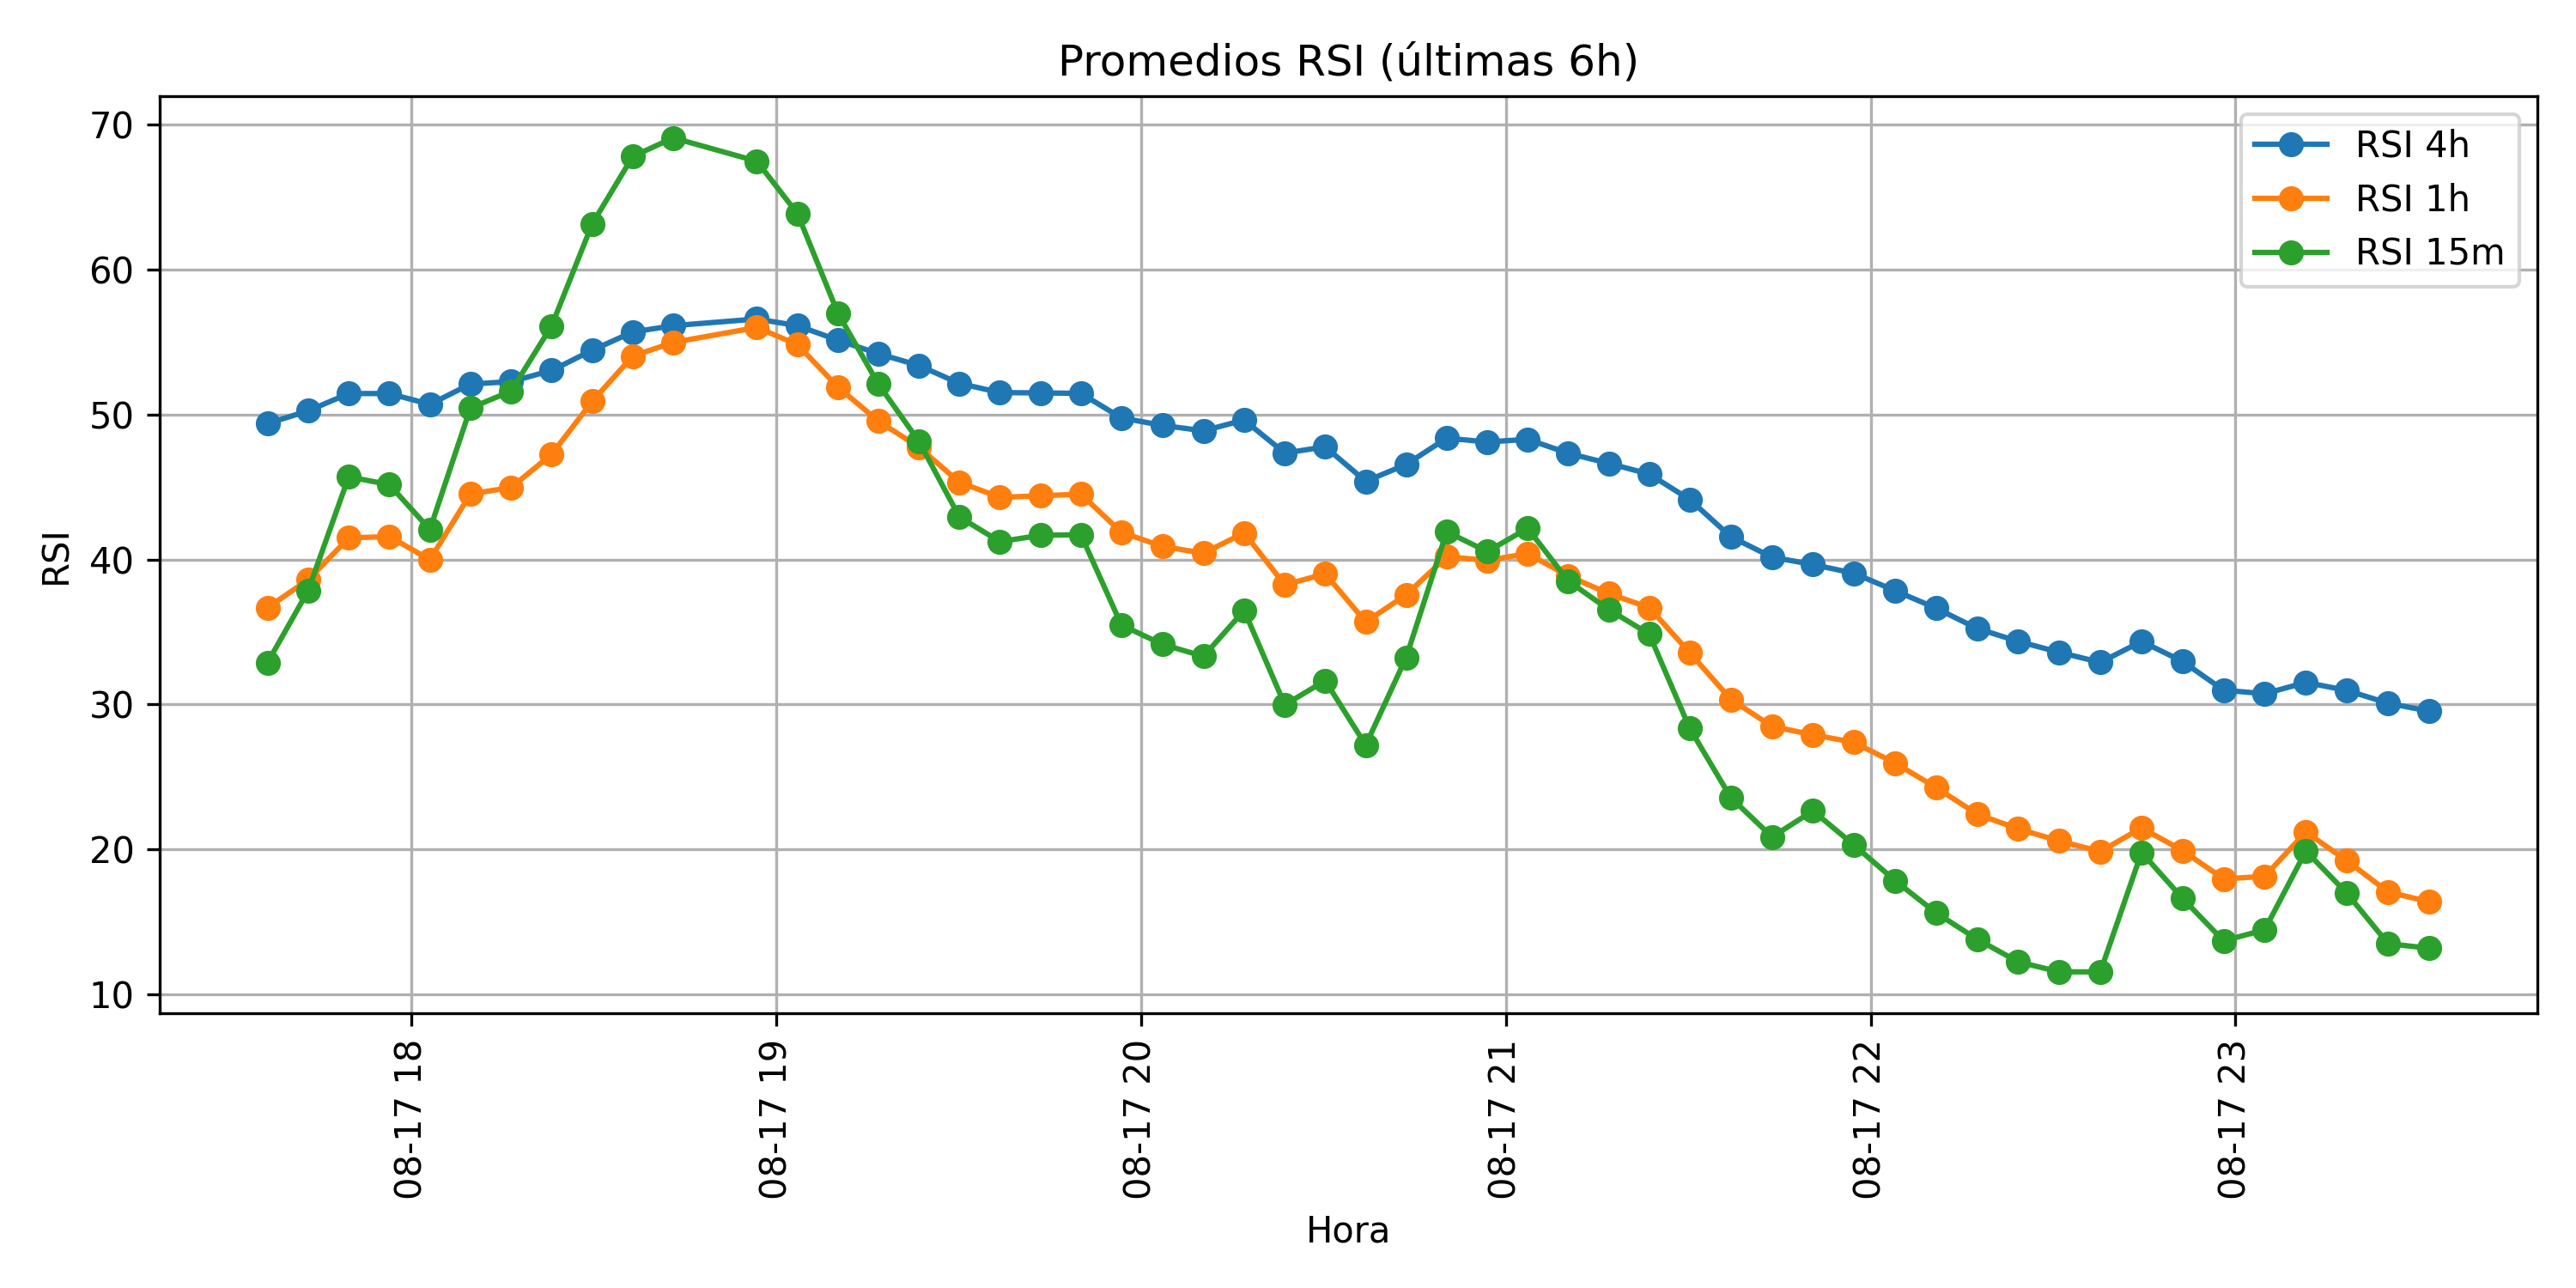 Promedios RSI (últimas 6h)
RSI 4h
RSI 1h
RSI 15m
RSI
70
60
50
40
30
20
10
08-17 18
08-17 19
08-17 20
08-17 21
08-17 22
08-17 23
Hora